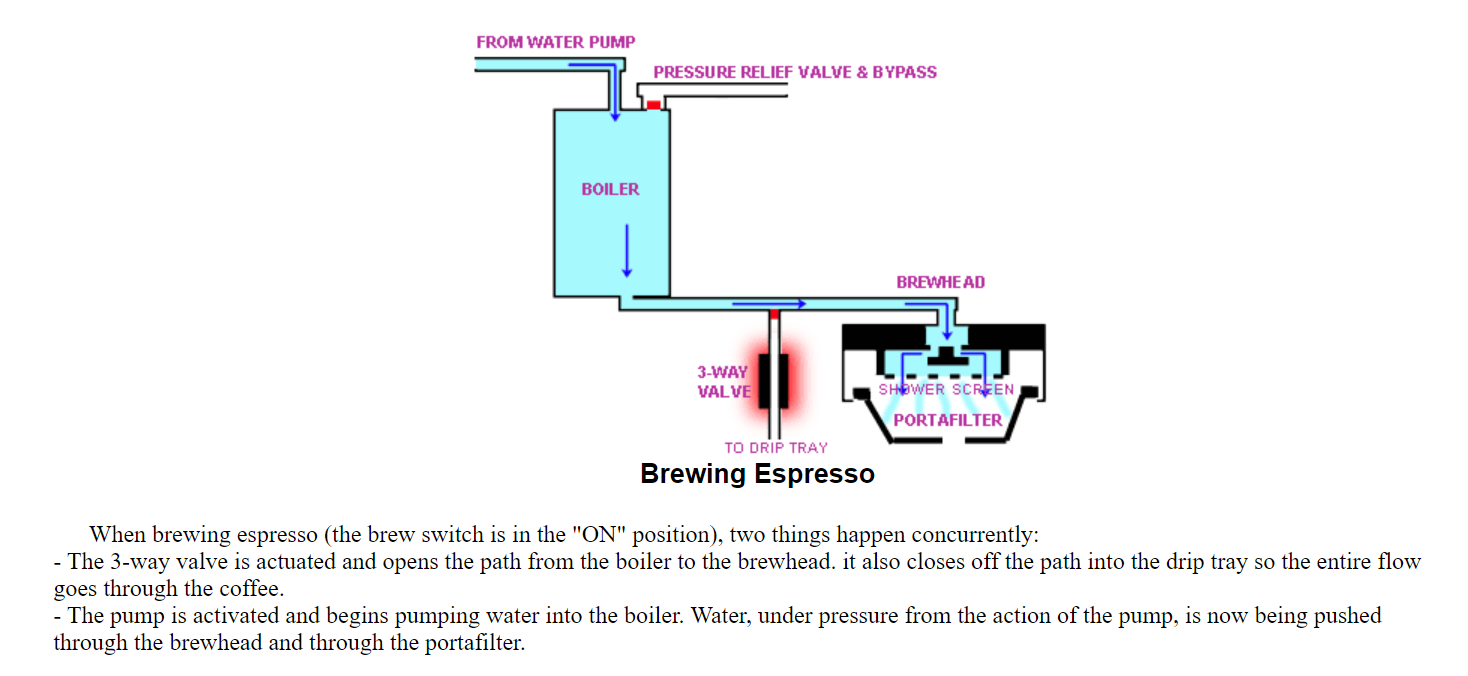 FROM WATER PUMP
PRESSURE RELIEF VALVE & BYPASS
BOILER
BREWHEAD
3-WAY
VALVE
SHOWER SCREEN
PORTAFILTER
TO DRIP TRAY
Brewing Espresso
When brewing espresso (the brew switch is in the "ON" position), two things happen concurrently:
- The 3-way valve is actuated and opens the path from the boiler to the brewhead. it also closes off the path into the drip tray so the entire flow
goes through the coffee.
- The pump is activated and begins pumping water into the boiler. Water, under pressure from the action of the pump, is now being pushed
through the brewhead and through the portafilter.